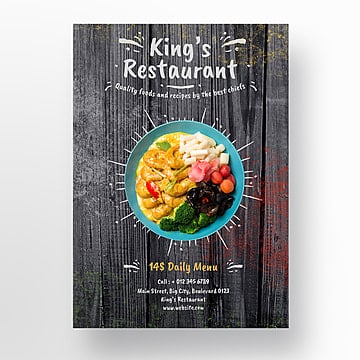 King's
Restaurant
Quality foods and recipes by the best chiefs
14$ Daily Menu
Call : + 012 345 6789
Main Street, Big City, Boulevard 0123
King's Restaurant
www.website.com